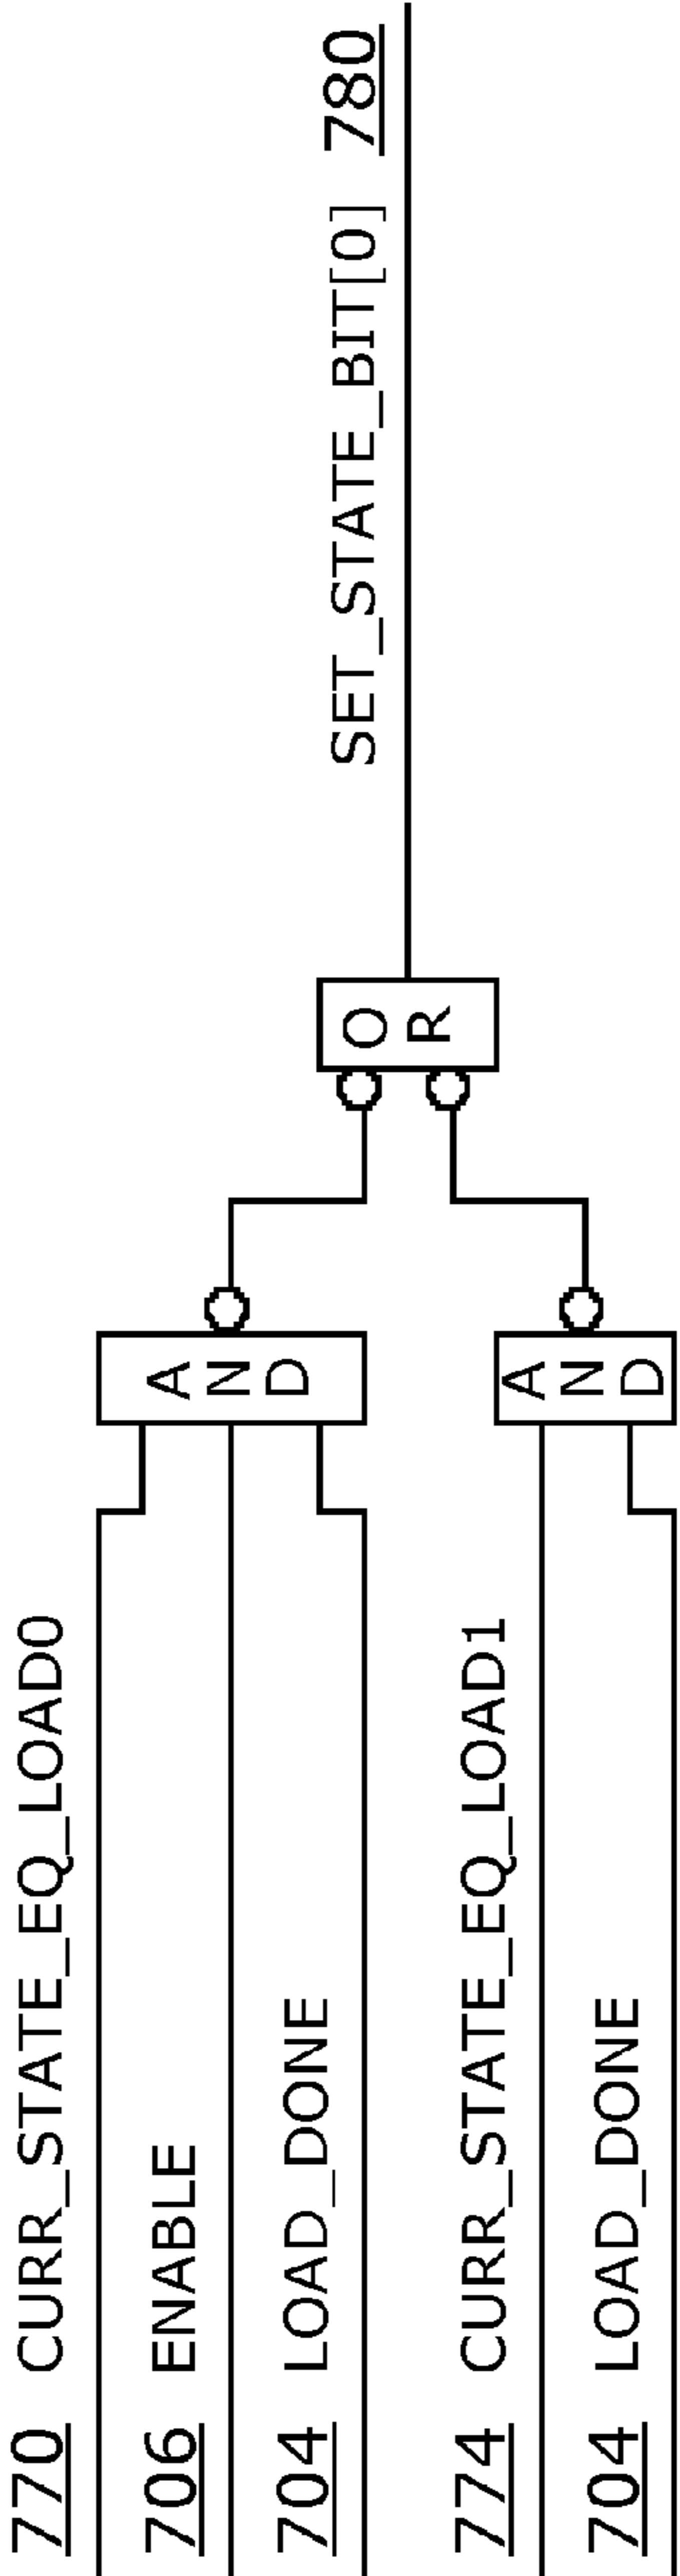 770 CURR_STATE_EQ_LOAD0
706 ENABLE
704 LOAD_DONE
AND
774 CURR_STATE_EQ_LOAD1
704 LOAD_DONE
AND
OR
SET_STATE_BIT[0] 780